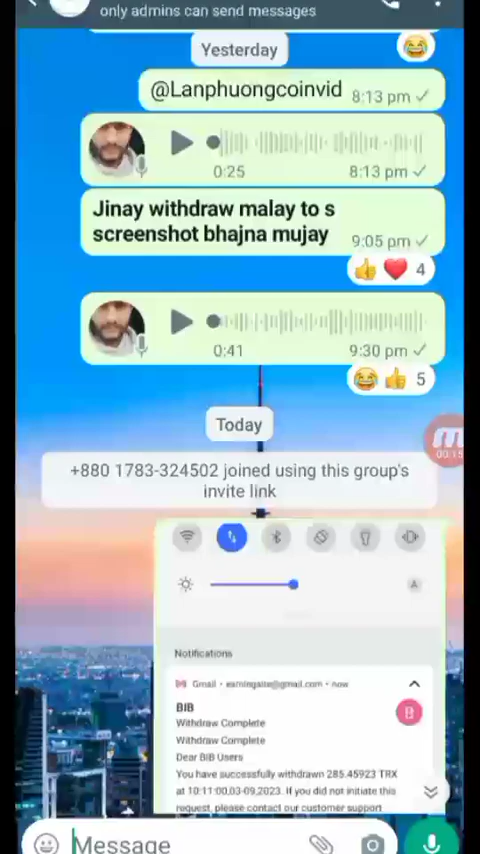 only admins can send messages
Yesterday
@Lanphuongcoinvid 8:13 pm
0:25 8:13 pm
Jinay withdraw malay to s
screenshot bhajna mujay 9:05 pm
4
0:41 9:30 pm
5
Today
+880 1783-324502 joined using this group's
invite link
00:15
A
Notifications
Gmail • earningsite@gmail.com • now
BIB
B
Withdraw Complete
Withdraw Complete
Dear BIB Users
You have successfully withdrawn 285.45923 TRX
at 10:11:00,03-09,2023. If you did not initiate this
request, please contact our customer support
Message